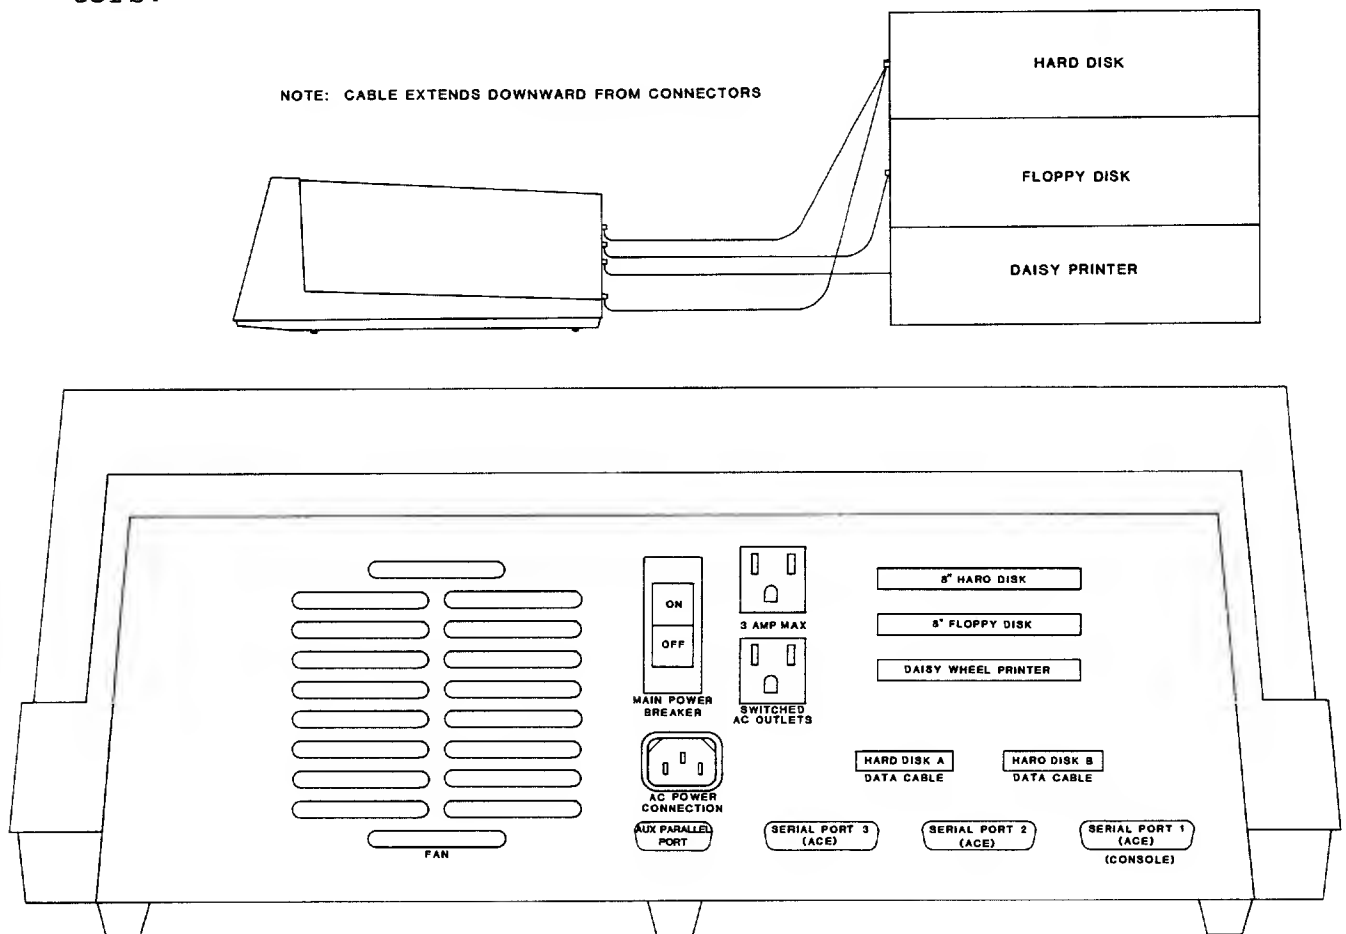 NOTE: CABLE EXTENDS DOWNWARD FROM CONNECTORS
HARD DISK
FLOPPY DISK
DAISY PRINTER
ON
OFF
MAIN POWER
BREAKER
3 AMP MAX
SWITCHED
AC OUTLETS
8" HARO DISK
8" FLOPPY DISK
DAISY WHEEL PRINTER
HARD DISK A
DATA CABLE
HARO DISK B
DATA CABLE
AC POWER
CONNECTION
AUX PARALLEL
PORT
SERIAL PORT 3
(ACE)
SERIAL PORT 2
(ACE)
SERIAL PORT 1
(ACE)
(CONSOLE)
FAN